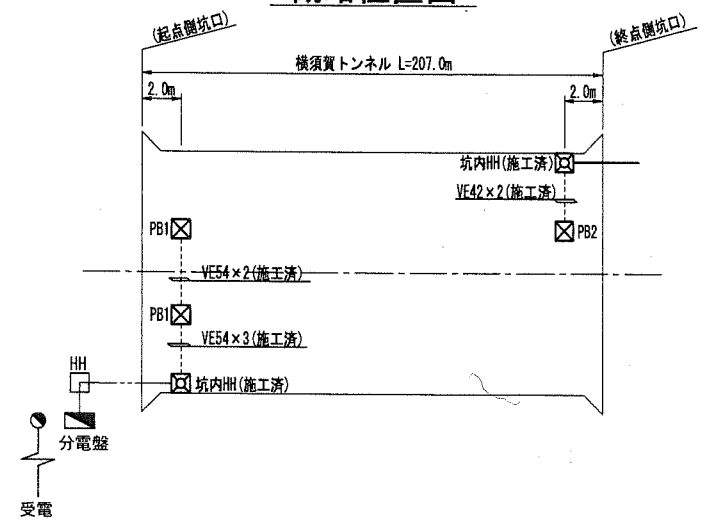 (起点側坑口)
(終点側坑口)
横須賀トンネル L=207.0m
2.0m
2.0m
坑内HH(施工済)
VE42×2(施工済)
PB1
PB2
VE54×2(施工済)
PB1
VE54×3(施工済)
HH
坑内HH(施工済)
分電盤
受電